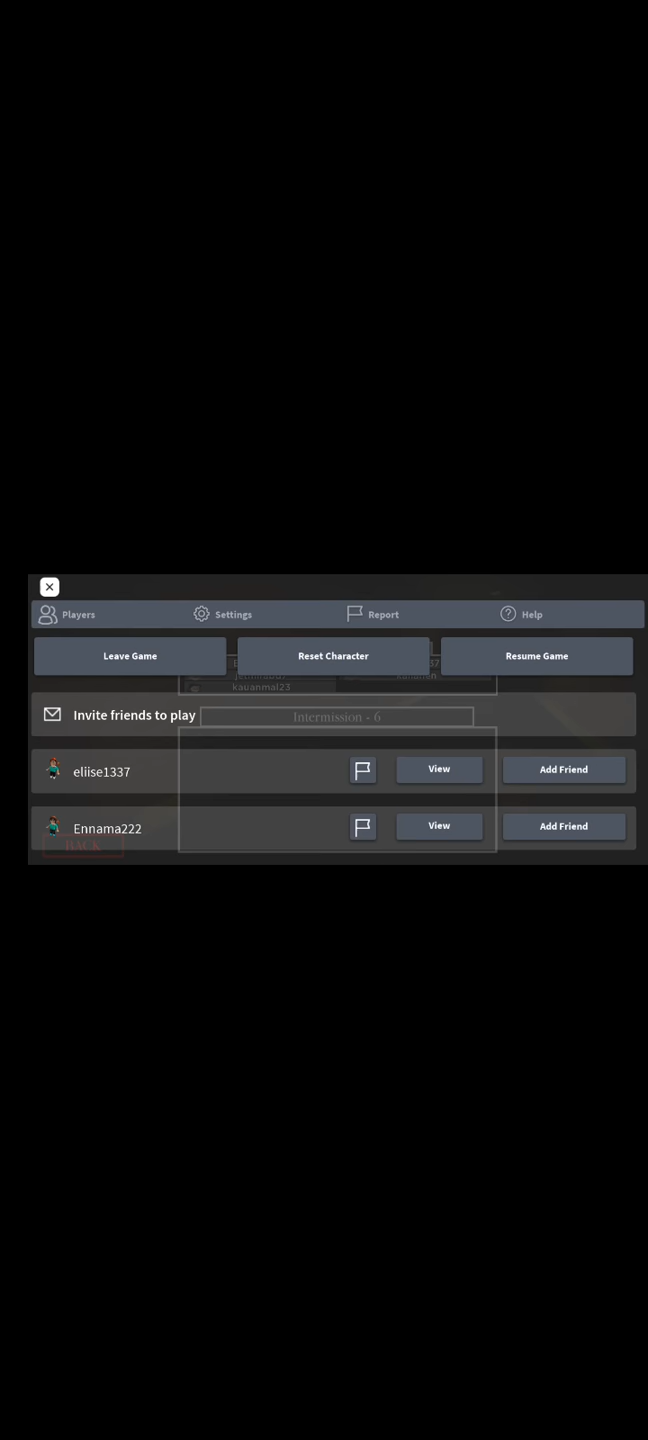 Players Settings Report Help
Leave Game Reset Character Resume Game
kauanmal23
Invite friends to play
Intermission - 6
eliise1337 View Add Friend
Ennama222 View Add Friend
BACK